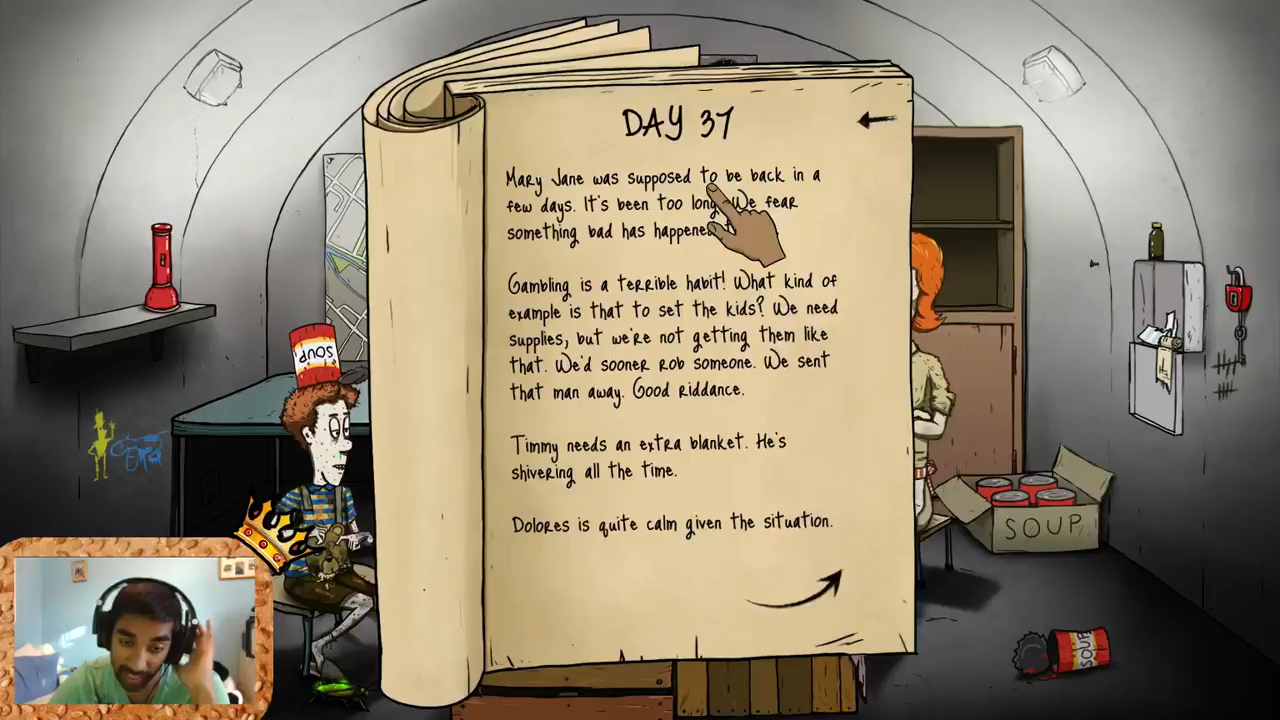 DAY 37
Mary Jane was supposed to be back in a
few days. It's been too long. We fear
something bad has happened
Gambling is a terrible habit! What kind of
example is that to set the kids? We need
supplies, but we're not getting them like
that. We'd sooner rob someone. We sent
that man away. Good riddance.
Timmy needs an extra blanket. He's
shivering all the time.
Dolores is quite calm given the situation.
SOUP
SOUP
SOUP